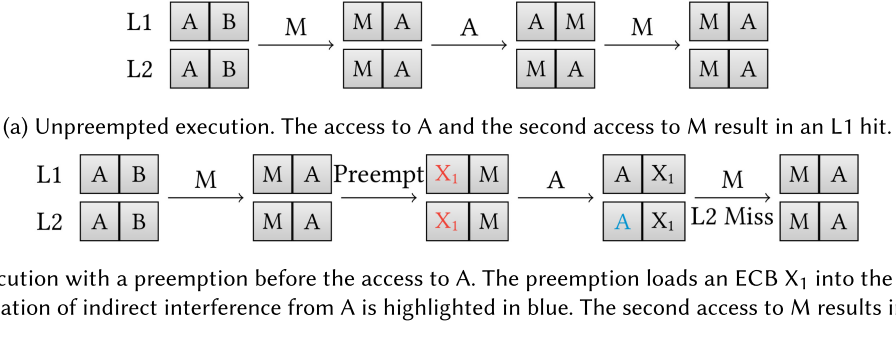 M A M
L1 A B M A A M M A
L2 A B M A M A M A
(a) Unpreempted execution. The access to A and the second access to M result in an L1 hit.
M Preempt A M
L1 A B M A X₁ M A X₁ M A
L2 A B M A X₁ M A X₁ L2 Miss M A
cution with a preemption before the access to A. The preemption loads an ECB X₁ into the
ation of indirect interference from A is highlighted in blue. The second access to M results i